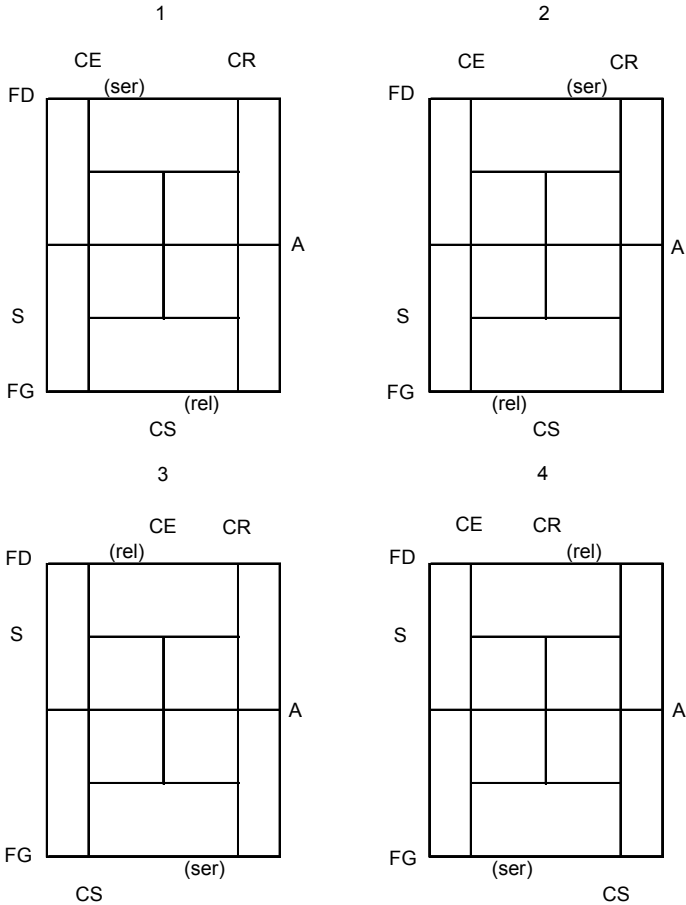 1
CE CR
(ser)
FD
A
S
FG
(rel)
CS
2
CE CR
(ser)
FD
A
S
FG
(rel)
CS
3
CE CR
(rel)
FD
S
A
FG
(ser)
CS
4
CE CR
(rel)
FD
S
A
FG
(ser)
CS